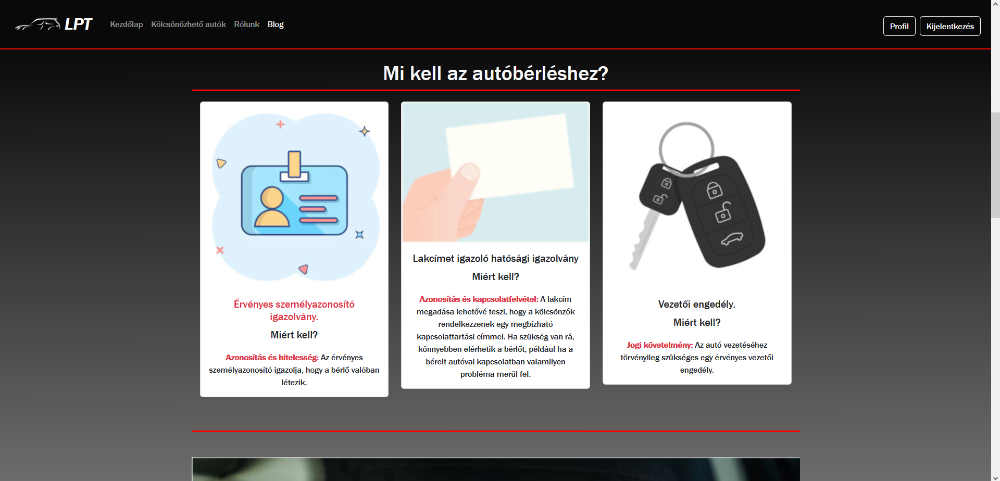 LPT
Kezdőlap Kölcsönözhető autók Rólunk Blog
Profil Kijelentkezés
Mi kell az autóbérléshez?
Érvényes személyazonosító
igazolvány.
Miért kell?
Azonosítás és hitelesség: Az érvényes
személyazonosító igazolja, hogy a bérlő valóban
létezik.
Lakcímet igazoló hatósági igazolvány
Miért kell?
Azonosítás és kapcsolatfelvétel: A lakcím
megadása lehetővé teszi, hogy a kölcsönzők
rendelkezzenek egy megbízható
kapcsolattartási címmel. Ha szükség van rá,
könnyebben elérhetik a bérlőt, például ha a
bérelt autóval kapcsolatban valamilyen
probléma merül fel.
Vezetői engedély.
Miért kell?
Jogi követelmény: Az autó vezetéséhez
törvényileg szükséges egy érvényes vezetői
engedély.